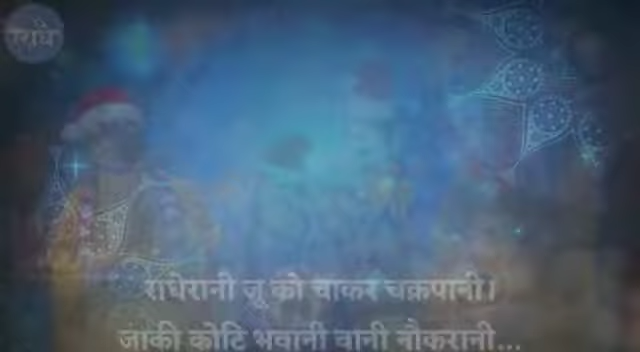 राधे
राधेरानी जू को चाकर चक्रपानी।
जाकी कोटि भवानी वानी नौकरानी...